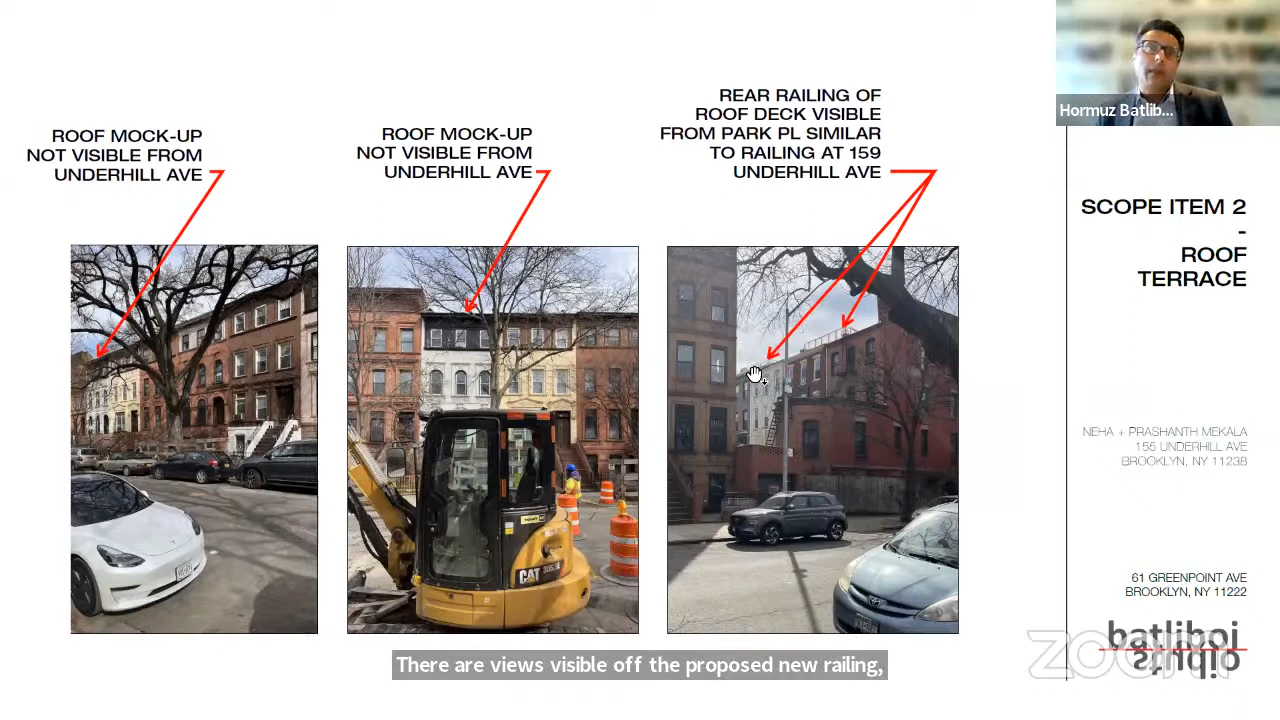 ROOF MOCK-UP
NOT VISIBLE FROM
UNDERHILL AVE
ROOF MOCK-UP
NOT VISIBLE FROM
UNDERHILL AVE
REAR RAILING OF
ROOF DECK VISIBLE
FROM PARK PL SIMILAR
TO RAILING AT 159
UNDERHILL AVE
Hormuz Batlib...
SCOPE ITEM 2
-
ROOF
TERRACE
NEHA + PRASHANTH MEKALA
155 UNDERHILL AVE
BROOKLYN, NY 11238
61 GREENPOINT AVE
BROOKLYN, NY 11222
batliboi
studio
zoom
CAT
There are views visible off the proposed new railing,